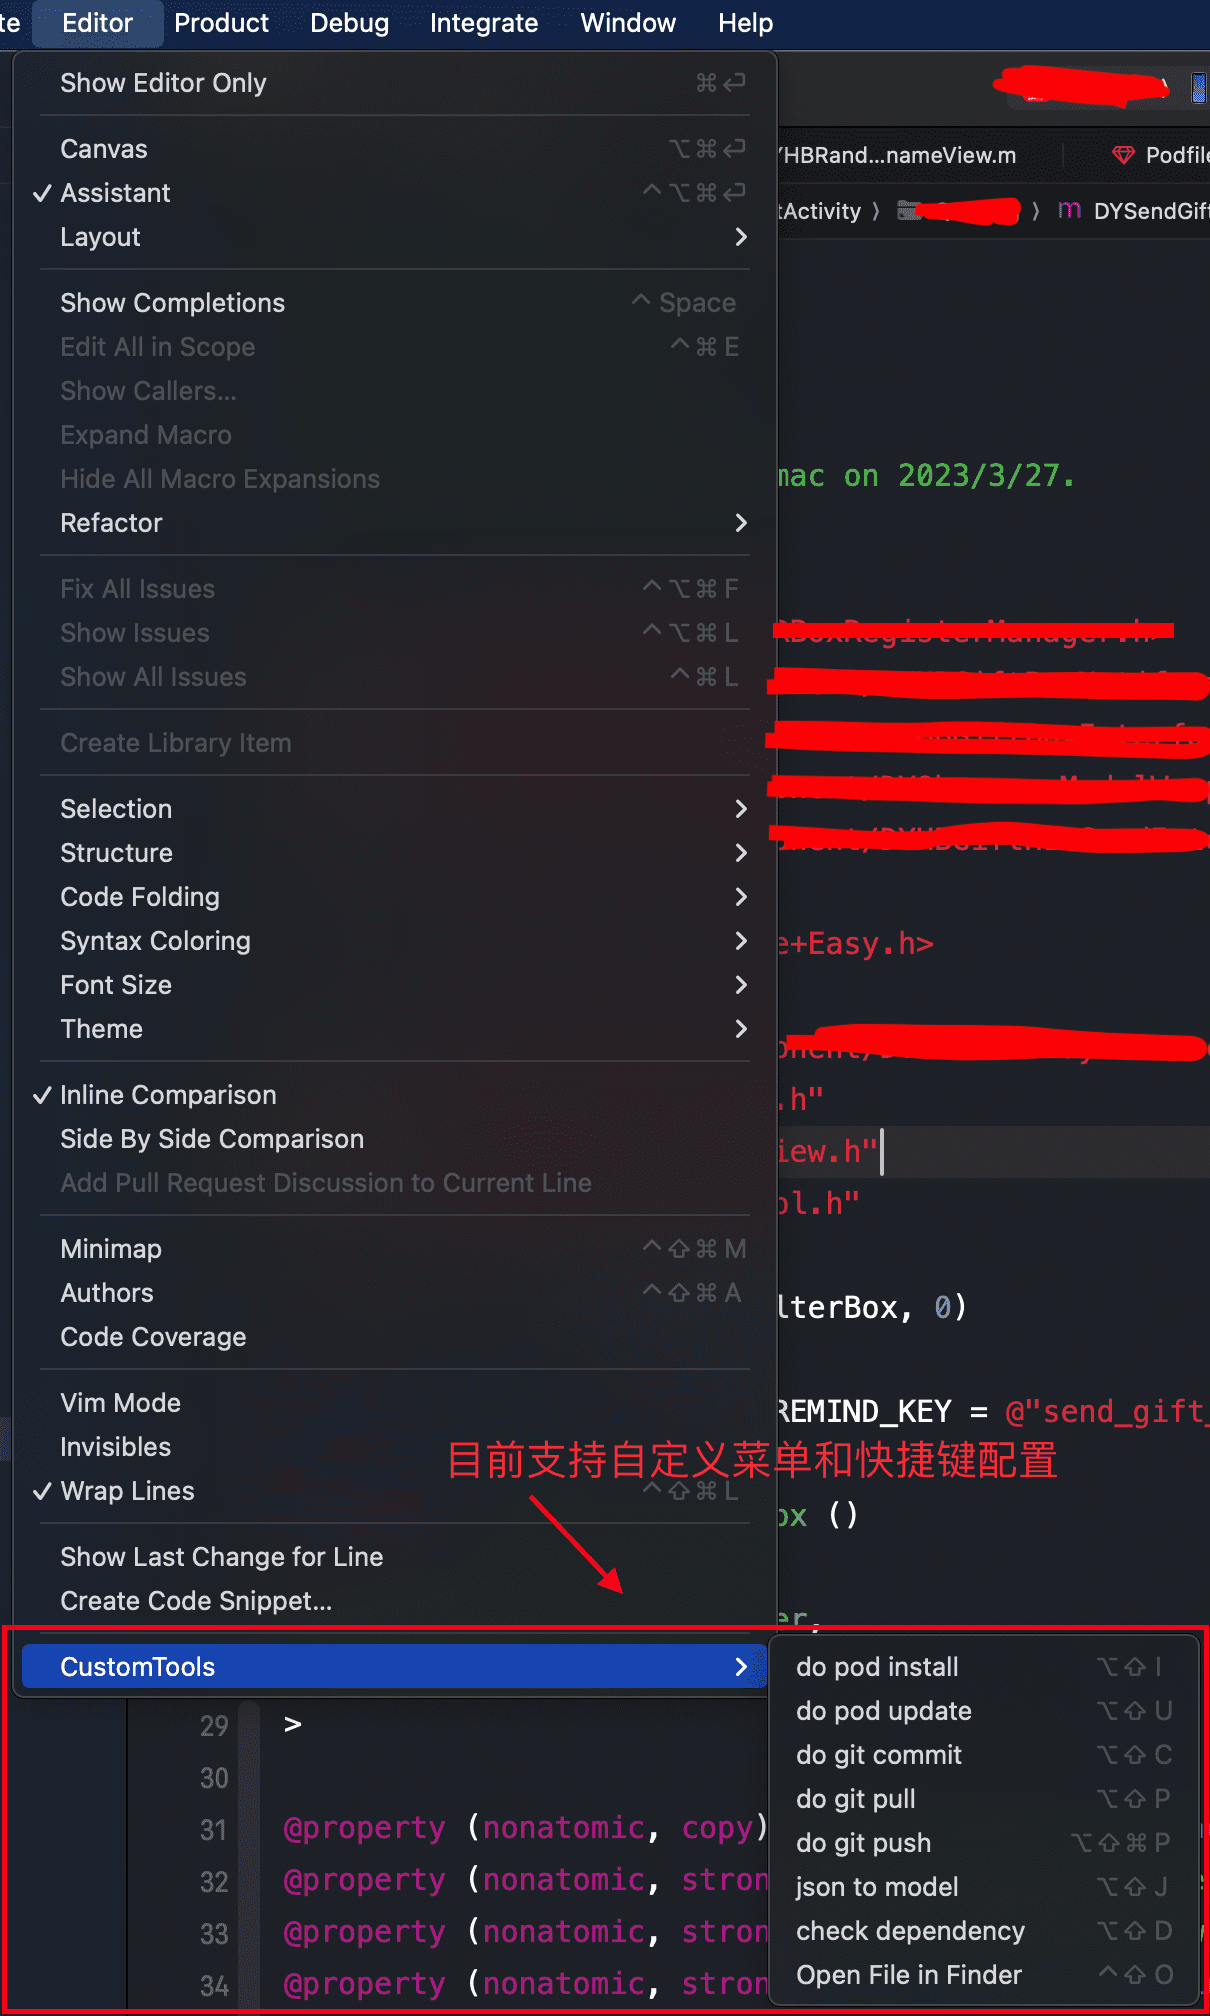 te Editor Product Debug Integrate Window Help
Show Editor Only ⌘⏎
Canvas ⌥⌘⏎
YHBRand...nameView.m Podfile
✓ Assistant ^⌥⌘⏎
tActivity 〉 〉 m DYSendGift
Layout >
Show Completions ^ Space
Edit All in Scope ^⌘E
Show Callers...
Expand Macro
Hide All Macro Expansions
mac on 2023/3/27.
Refactor >
Fix All Issues ^⌥⌘F
Show Issues ^⌥⌘L
RBoxRegisterManager.h>
Show All Issues ^⌘L
Create Library Item
Selection >
Structure >
Code Folding >
Syntax Coloring >
e+Easy.h>
Font Size >
Theme >
✓ Inline Comparison
.h"
Side By Side Comparison
iew.h"
Add Pull Request Discussion to Current Line
ol.h"
Minimap ^⇧⌘M
Authors ^⇧⌘A
lterBox, 0)
Code Coverage
Vim Mode
REMIND_KEY = @"send_gift_
Invisibles
目前支持自定义菜单和快捷键配置
✓ Wrap Lines ^⇧⌘L
ox ()
Show Last Change for Line
Create Code Snippet...
er,
CustomTools >
do pod install ⌥⇧I
do pod update ⌥⇧U
do git commit ⌥⇧C
do git pull ⌥⇧P
do git push ⌥⇧⌘P
json to model ⌥⇧J
check dependency ⌥⇧D
Open File in Finder ^⇧O
29 >
30
31 @property (nonatomic, copy)
32 @property (nonatomic, stron
33 @property (nonatomic, stron
34 @property (nonatomic, stron